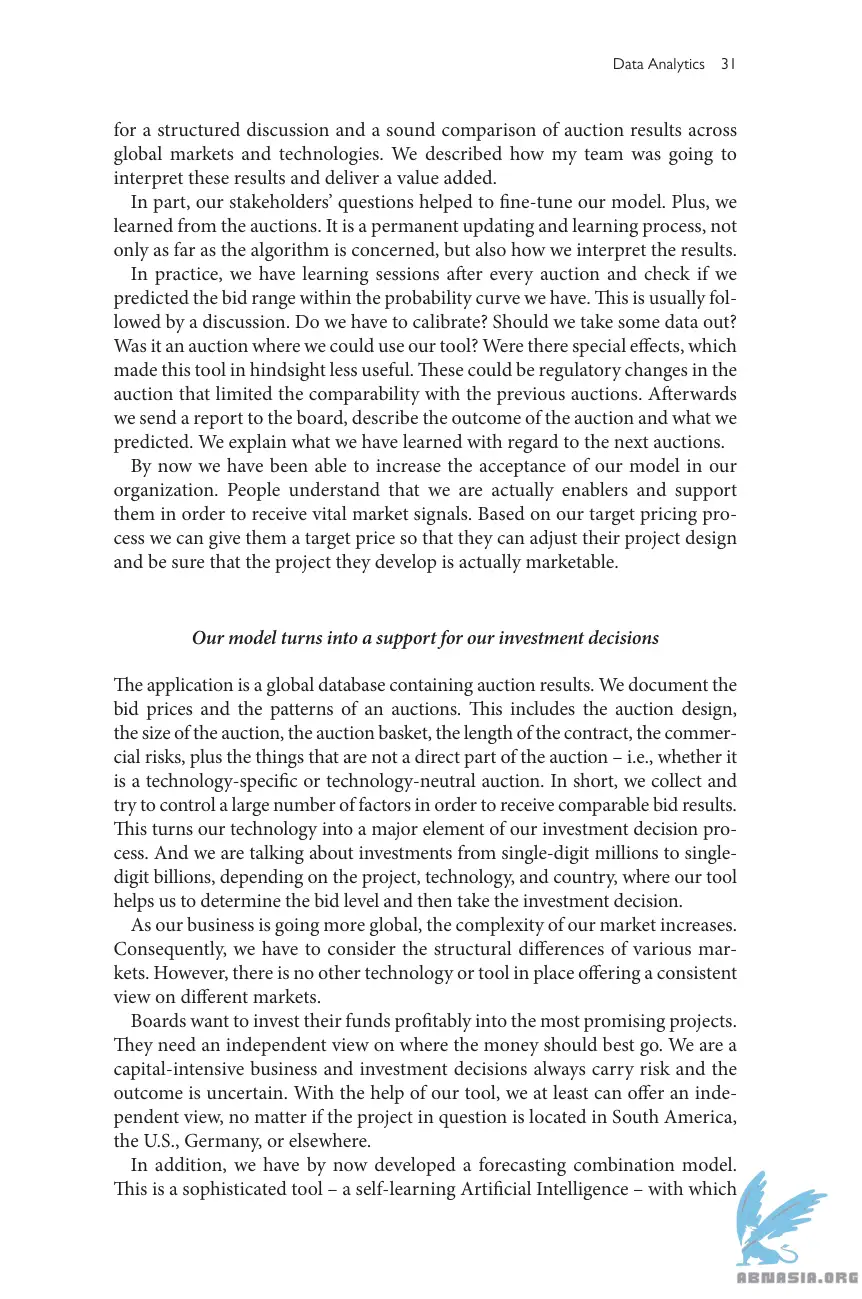 Data Analytics 31
for a structured discussion and a sound comparison of auction results across
global markets and technologies. We described how my team was going to
interpret these results and deliver a value added.
In part, our stakeholders’ questions helped to fine-tune our model. Plus, we
learned from the auctions. It is a permanent updating and learning process, not
only as far as the algorithm is concerned, but also how we interpret the results.
In practice, we have learning sessions after every auction and check if we
predicted the bid range within the probability curve we have. This is usually fol-
lowed by a discussion. Do we have to calibrate? Should we take some data out?
Was it an auction where we could use our tool? Were there special effects, which
made this tool in hindsight less useful. These could be regulatory changes in the
auction that limited the comparability with the previous auctions. Afterwards
we send a report to the board, describe the outcome of the auction and what we
predicted. We explain what we have learned with regard to the next auctions.
By now we have been able to increase the acceptance of our model in our
organization. People understand that we are actually enablers and support
them in order to receive vital market signals. Based on our target pricing pro-
cess we can give them a target price so that they can adjust their project design
and be sure that the project they develop is actually marketable.
Our model turns into a support for our investment decisions
The application is a global database containing auction results. We document the
bid prices and the patterns of an auctions. This includes the auction design,
the size of the auction, the auction basket, the length of the contract, the commer-
cial risks, plus the things that are not a direct part of the auction – i.e., whether it
is a technology-specific or technology-neutral auction. In short, we collect and
try to control a large number of factors in order to receive comparable bid results.
This turns our technology into a major element of our investment decision pro-
cess. And we are talking about investments from single-digit millions to single-
digit billions, depending on the project, technology, and country, where our tool
helps us to determine the bid level and then take the investment decision.
As our business is going more global, the complexity of our market increases.
Consequently, we have to consider the structural differences of various mar-
kets. However, there is no other technology or tool in place offering a consistent
view on different markets.
Boards want to invest their funds profitably into the most promising projects.
They need an independent view on where the money should best go. We are a
capital-intensive business and investment decisions always carry risk and the
outcome is uncertain. With the help of our tool, we at least can offer an inde-
pendent view, no matter if the project in question is located in South America,
the U.S., Germany, or elsewhere.
In addition, we have by now developed a forecasting combination model.
This is a sophisticated tool – a self-learning Artificial Intelligence – with which
ABNASIA.ORG